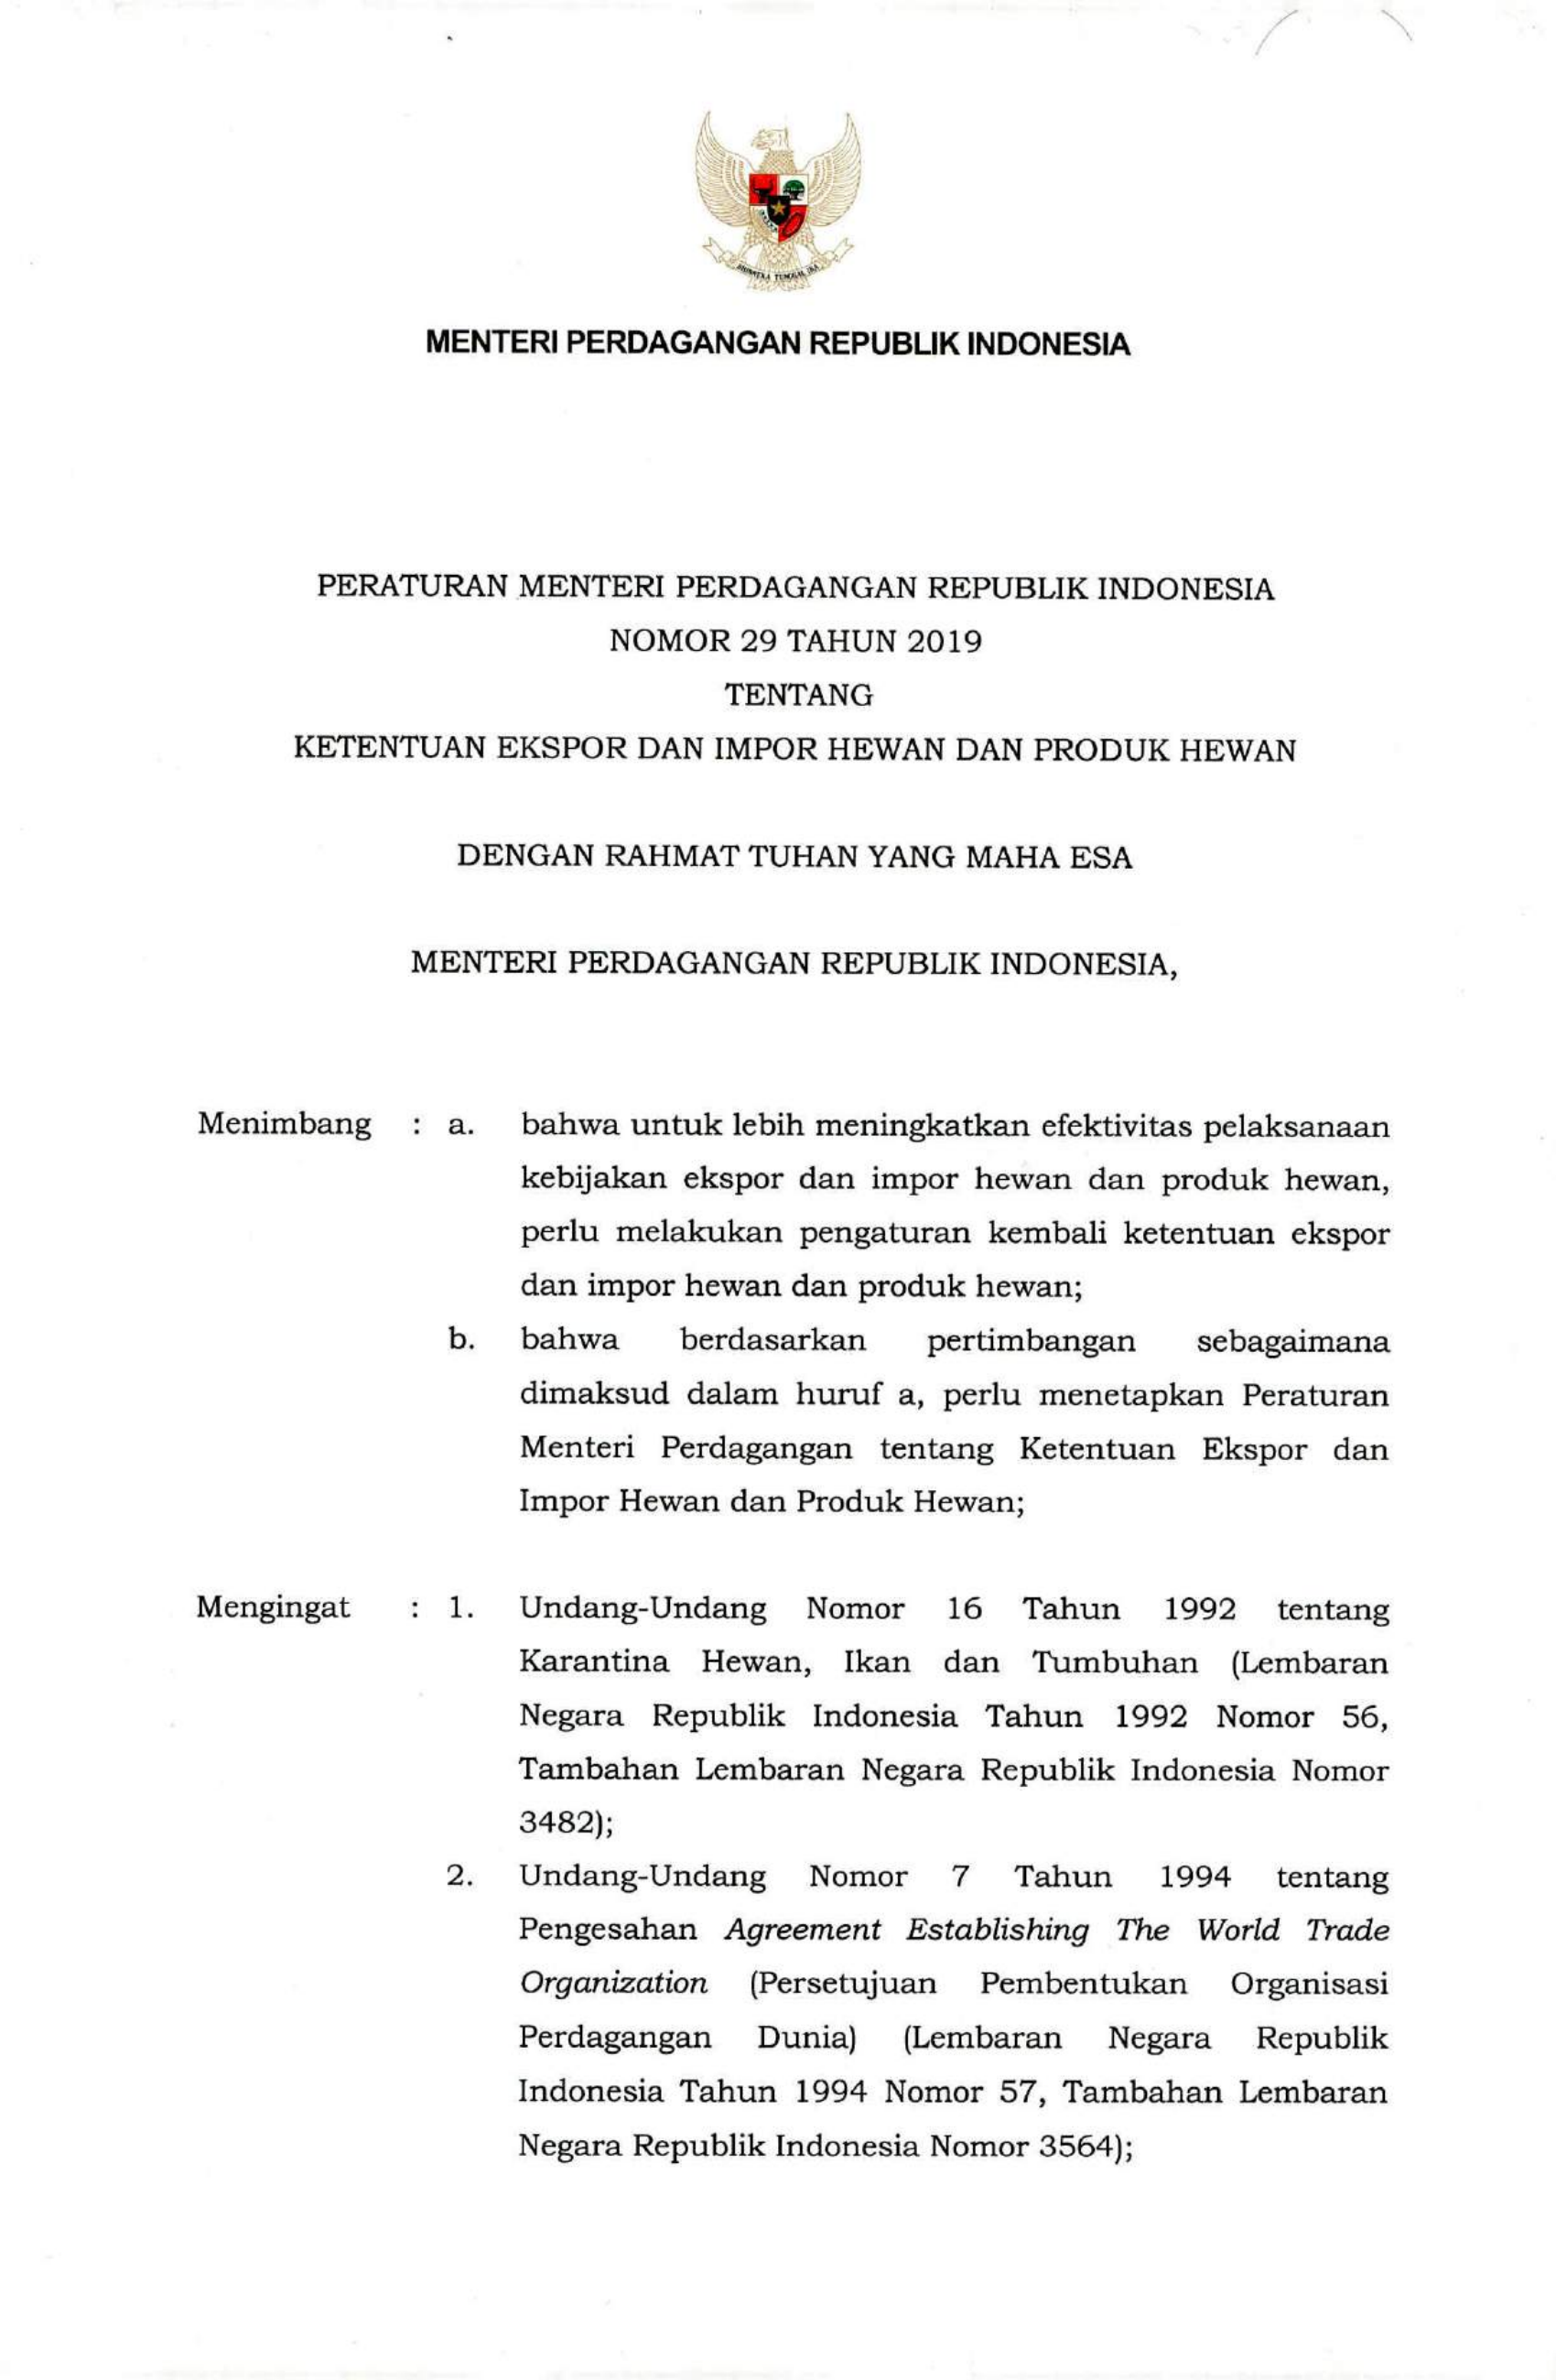 BHINNEKA TUNGGAL IKA
MENTERI PERDAGANGAN REPUBLIK INDONESIA
PERATURAN MENTERI PERDAGANGAN REPUBLIK INDONESIA
NOMOR 29 TAHUN 2019
TENTANG
KETENTUAN EKSPOR DAN IMPOR HEWAN DAN PRODUK HEWAN
DENGAN RAHMAT TUHAN YANG MAHA ESA
MENTERI PERDAGANGAN REPUBLIK INDONESIA,
Menimbang : a. bahwa untuk lebih meningkatkan efektivitas pelaksanaan
kebijakan ekspor dan impor hewan dan produk hewan,
perlu melakukan pengaturan kembali ketentuan ekspor
dan impor hewan dan produk hewan;
b. bahwa berdasarkan pertimbangan sebagaimana
dimaksud dalam huruf a, perlu menetapkan Peraturan
Menteri Perdagangan tentang Ketentuan Ekspor dan
Impor Hewan dan Produk Hewan;
Mengingat : 1. Undang-Undang Nomor 16 Tahun 1992 tentang
Karantina Hewan, Ikan dan Tumbuhan (Lembaran
Negara Republik Indonesia Tahun 1992 Nomor 56,
Tambahan Lembaran Negara Republik Indonesia Nomor
3482);
2. Undang-Undang Nomor 7 Tahun 1994 tentang
Pengesahan Agreement Establishing The World Trade
Organization (Persetujuan Pembentukan Organisasi
Perdagangan Dunia) (Lembaran Negara Republik
Indonesia Tahun 1994 Nomor 57, Tambahan Lembaran
Negara Republik Indonesia Nomor 3564);